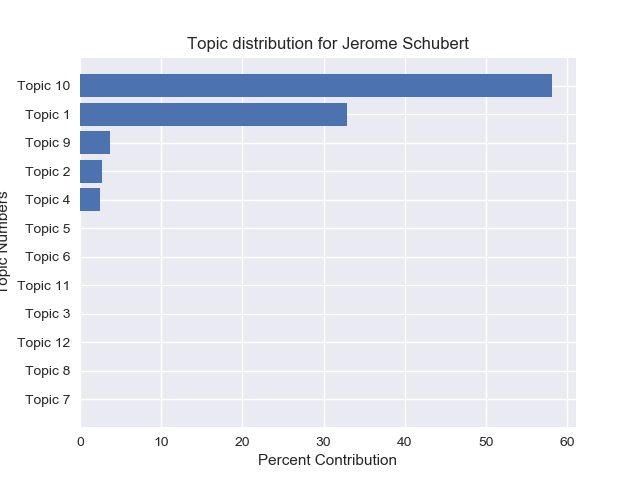 Topic distribution for Jerome Schubert
Topic 10
Topic 1
Topic 9
Topic 2
Topic 4
Topic 5
Topic 6
Topic 11
Topic 3
Topic 12
Topic 8
Topic 7
Topic Numbers
0 10 20 30 40 50 60
Percent Contribution